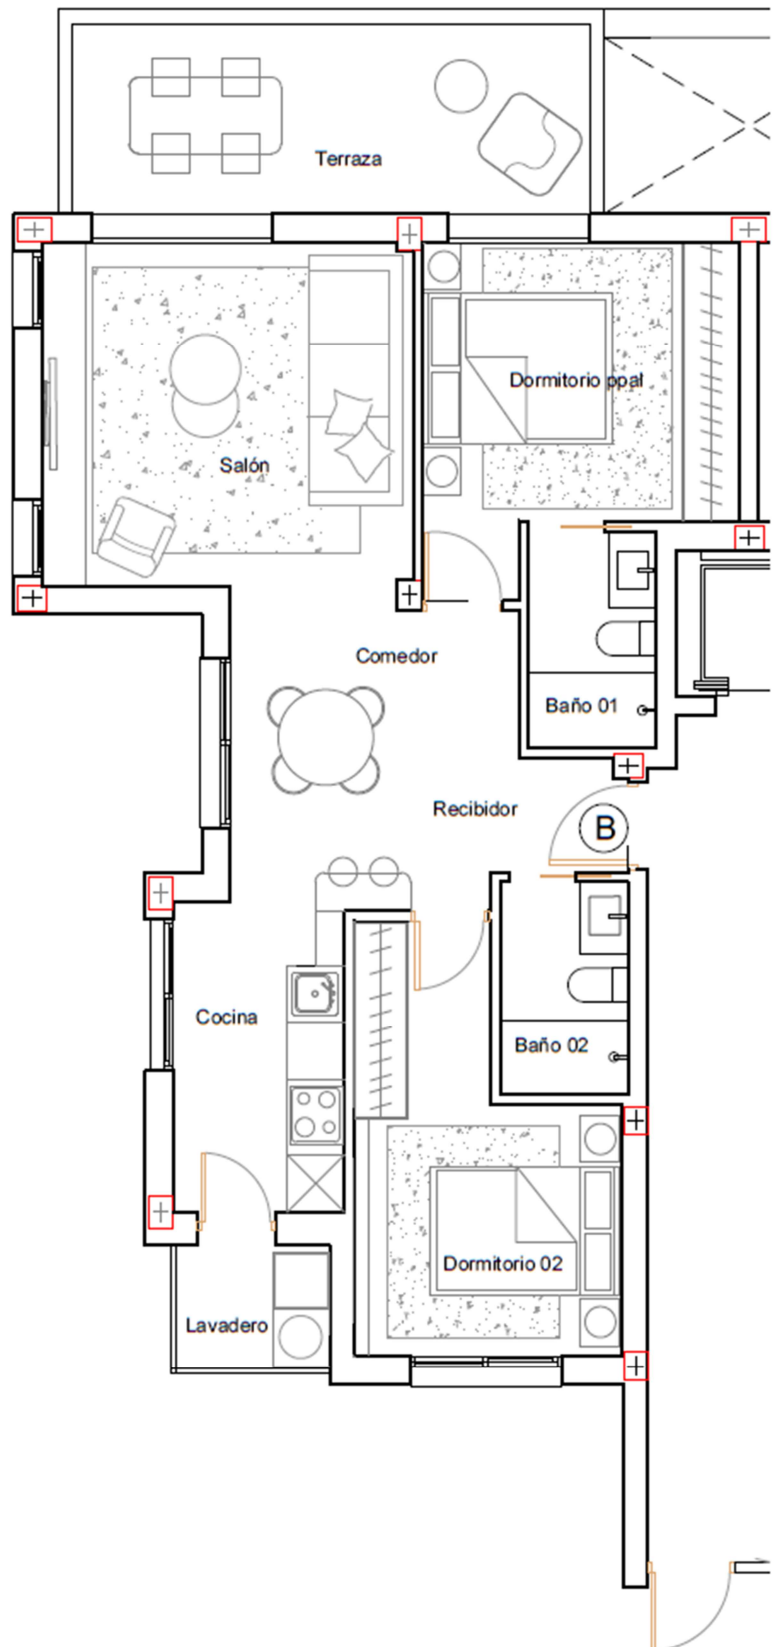 Terraza
Dormitorio ppal
Salón
Comedor
Baño 01
Recibidor
B
Cocina
Baño 02
Dormitorio 02
Lavadero